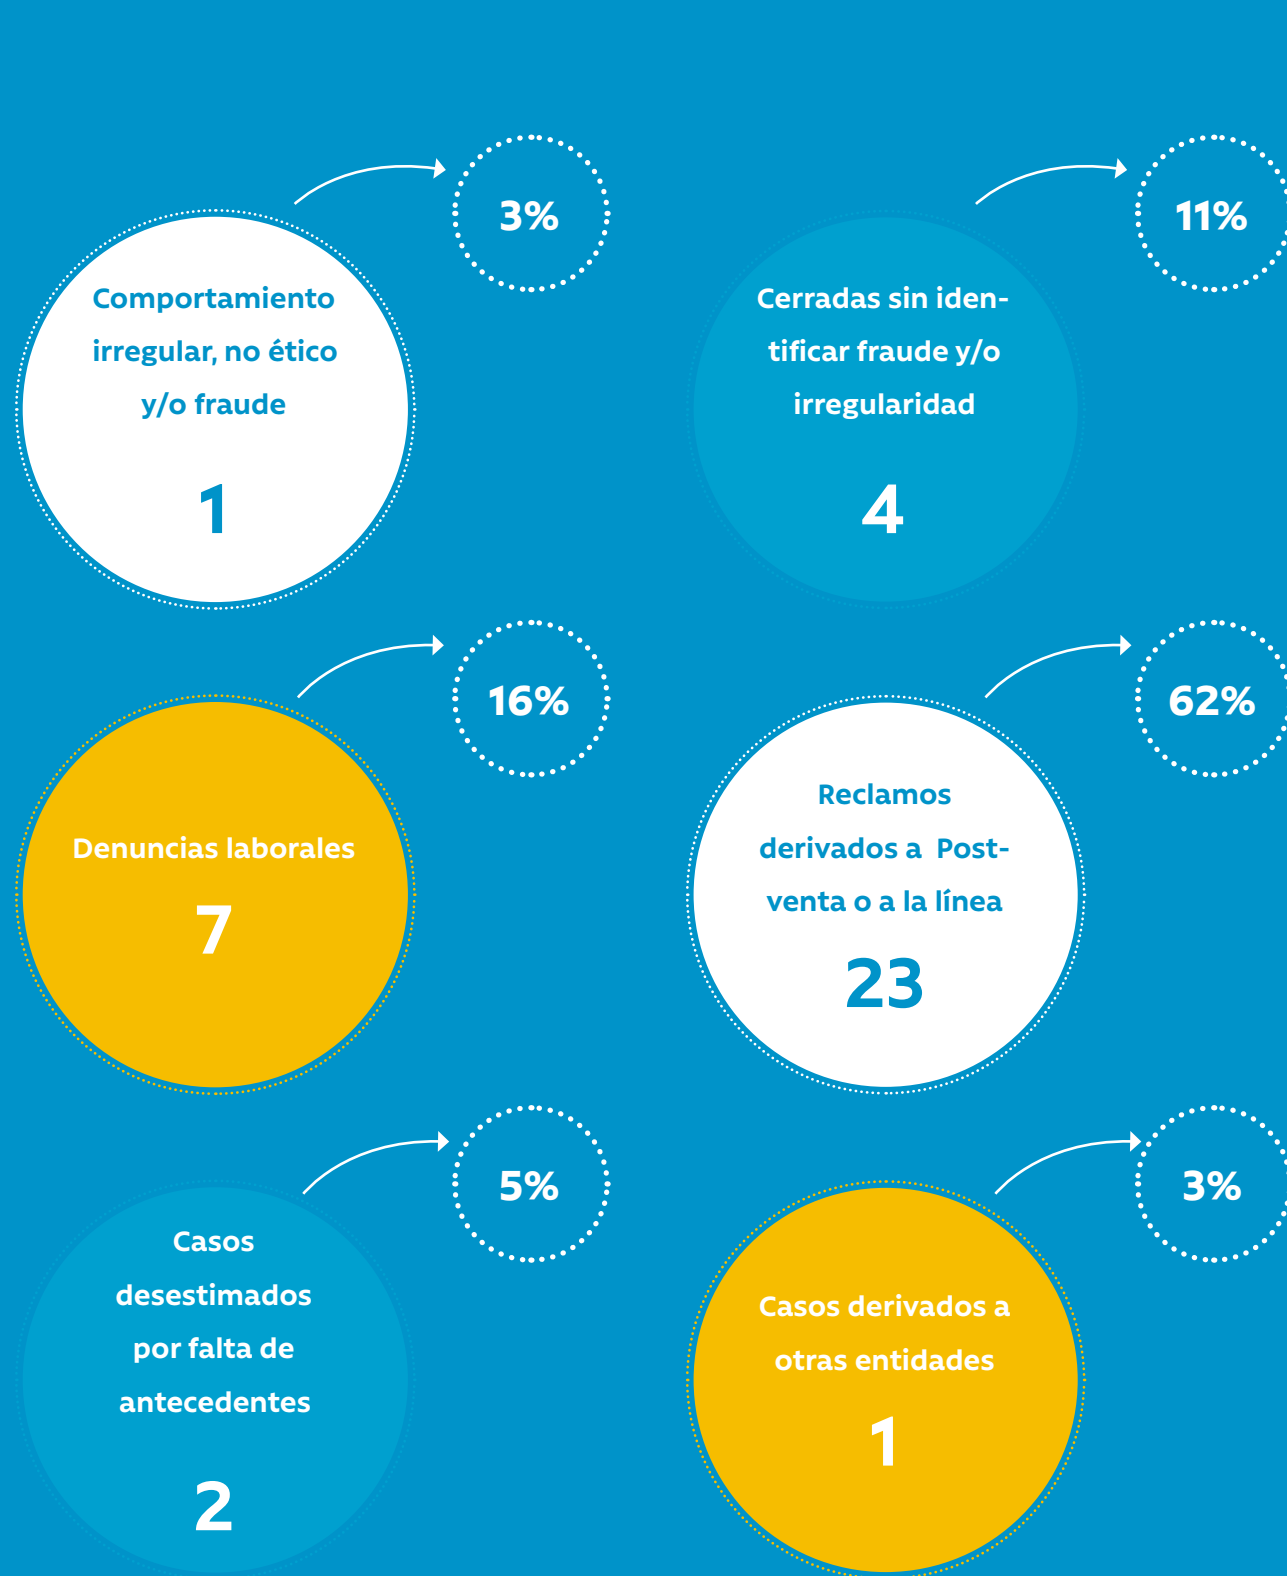 3%
Comportamiento
irregular, no ético
y/o fraude
1
11%
Cerradas sin iden-
tificar fraude y/o
irregularidad
4
16%
Denuncias laborales
7
62%
Reclamos
derivados a Post-
venta o a la línea
23
5%
Casos
desestimados
por falta de
antecedentes
2
3%
Casos derivados a
otras entidades
1